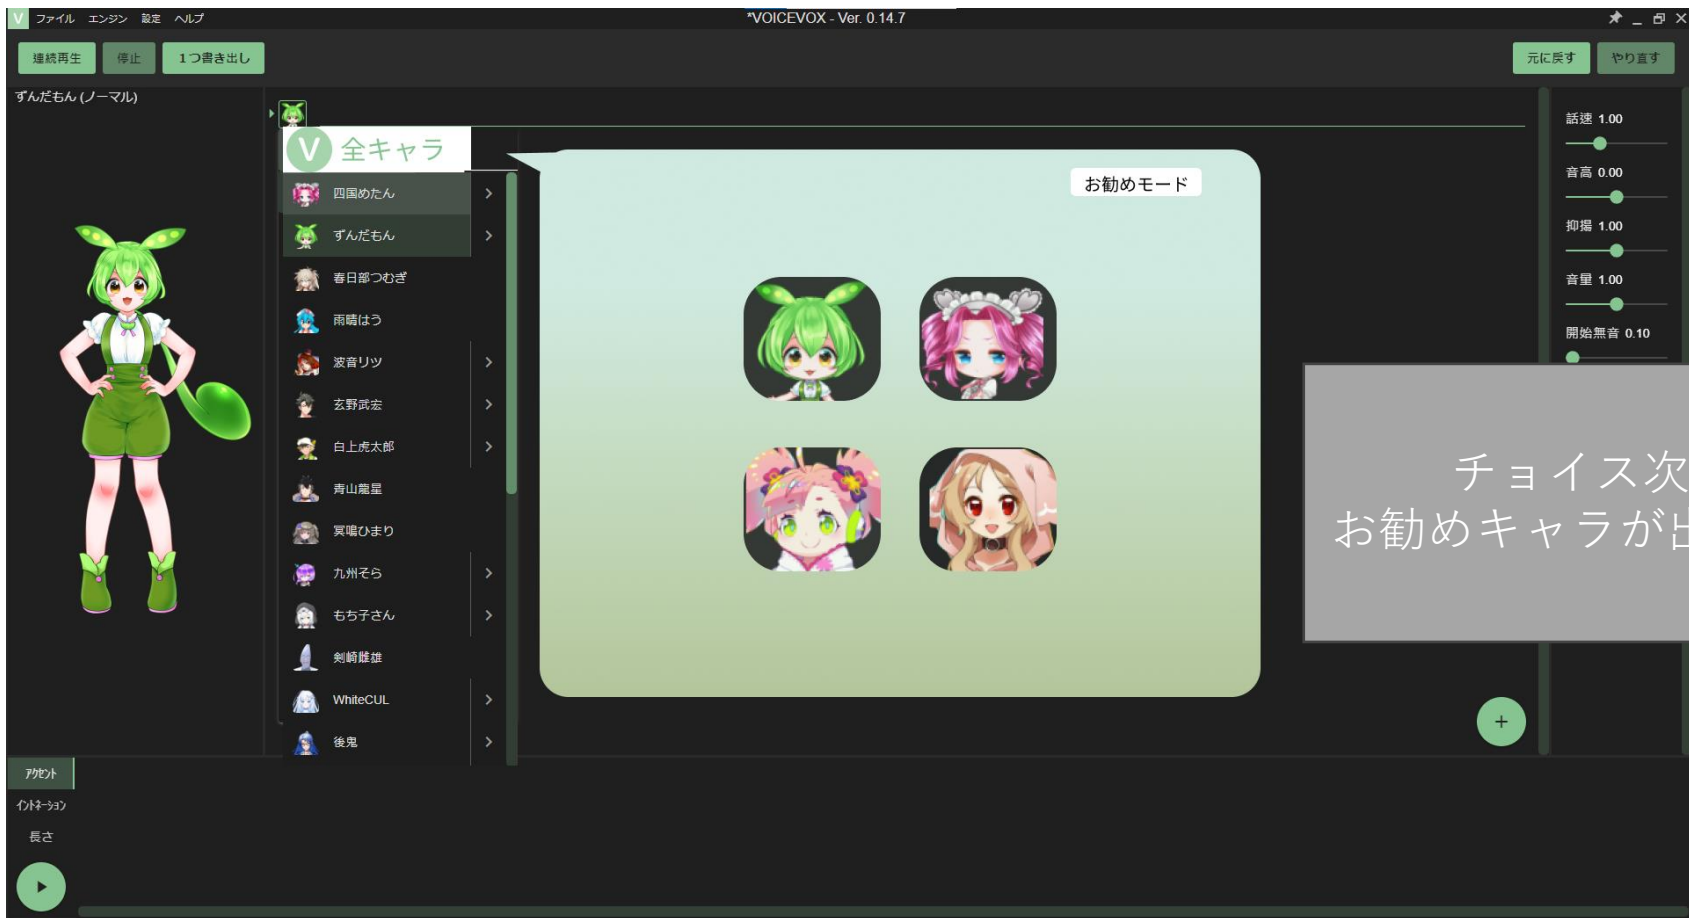 V ファイル エンジン 設定 ヘルプ
*VOICEVOX - Ver. 0.14.7
連続再生 停止 1つ書き出し
元に戻す やり直す
ずんだもん (ノーマル)
V 全キャラ
四国めたん
ずんだもん
春日部つむぎ
雨晴はう
波音リツ
玄野武宏
白上虎太郎
青山龍星
冥鳴ひまり
九州そら
もち子さん
剣崎雌雄
WhiteCUL
後鬼
お勧めモード
話速 1.00
音高 0.00
抑揚 1.00
音量 1.00
開始無音 0.10
チョイス次
お勧めキャラが出
アクセント
イントネーション
長さ